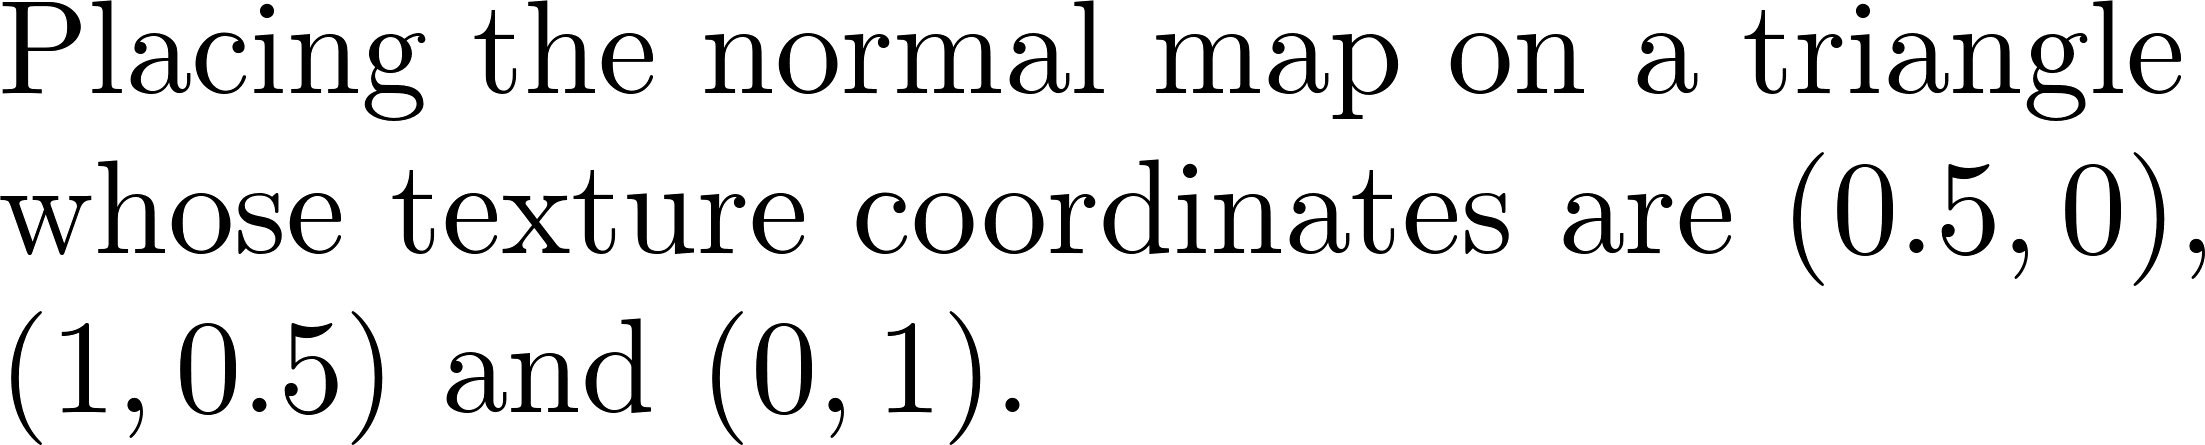 Placing the normal map on a triangle
whose texture coordinates are (0.5, 0),
(1, 0.5) and (0, 1).